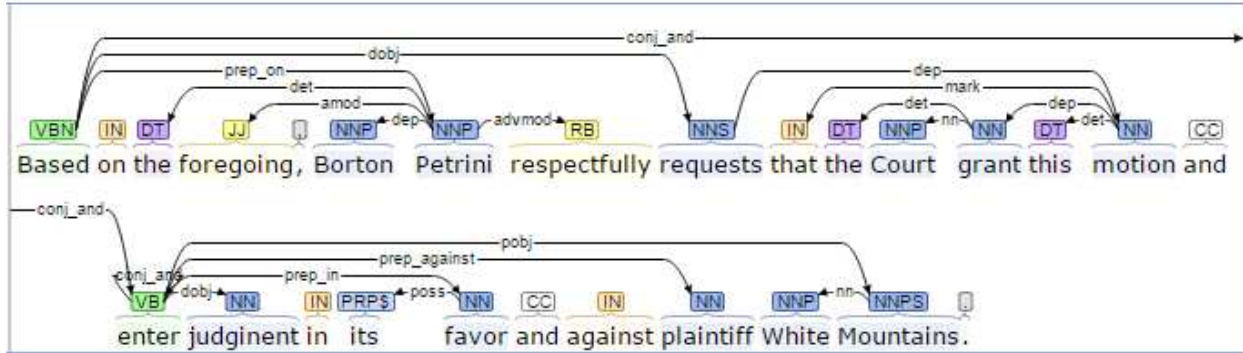 conj_and
dobj
prep_on dep
det mark
amod det dep
VBN IN DT JJ , NNP dep NNP advmod RB NNS IN DT NNP nn NN DT det NN CC
Based on the foregoing, Borton Petrini respectfully requests that the Court grant this motion and
conj_and
pobj
prep_against
conj_and prep_in
VB dobj NN IN PRP$ poss NN CC IN NN NNP nn NNPS .
enter judginent in its favor and against plaintiff White Mountains.